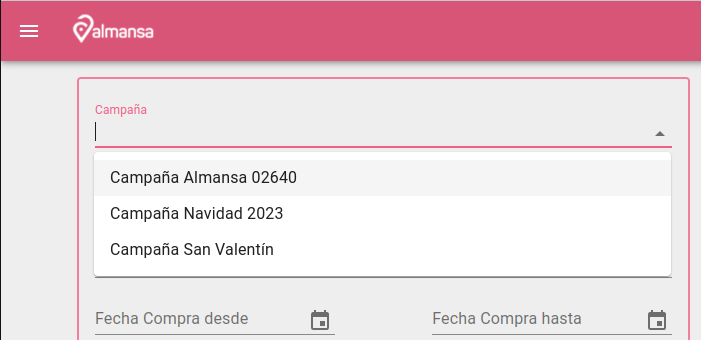 almansa
Campaña
Campaña Almansa 02640
Campaña Navidad 2023
Campaña San Valentín
Fecha Compra desde
Fecha Compra hasta